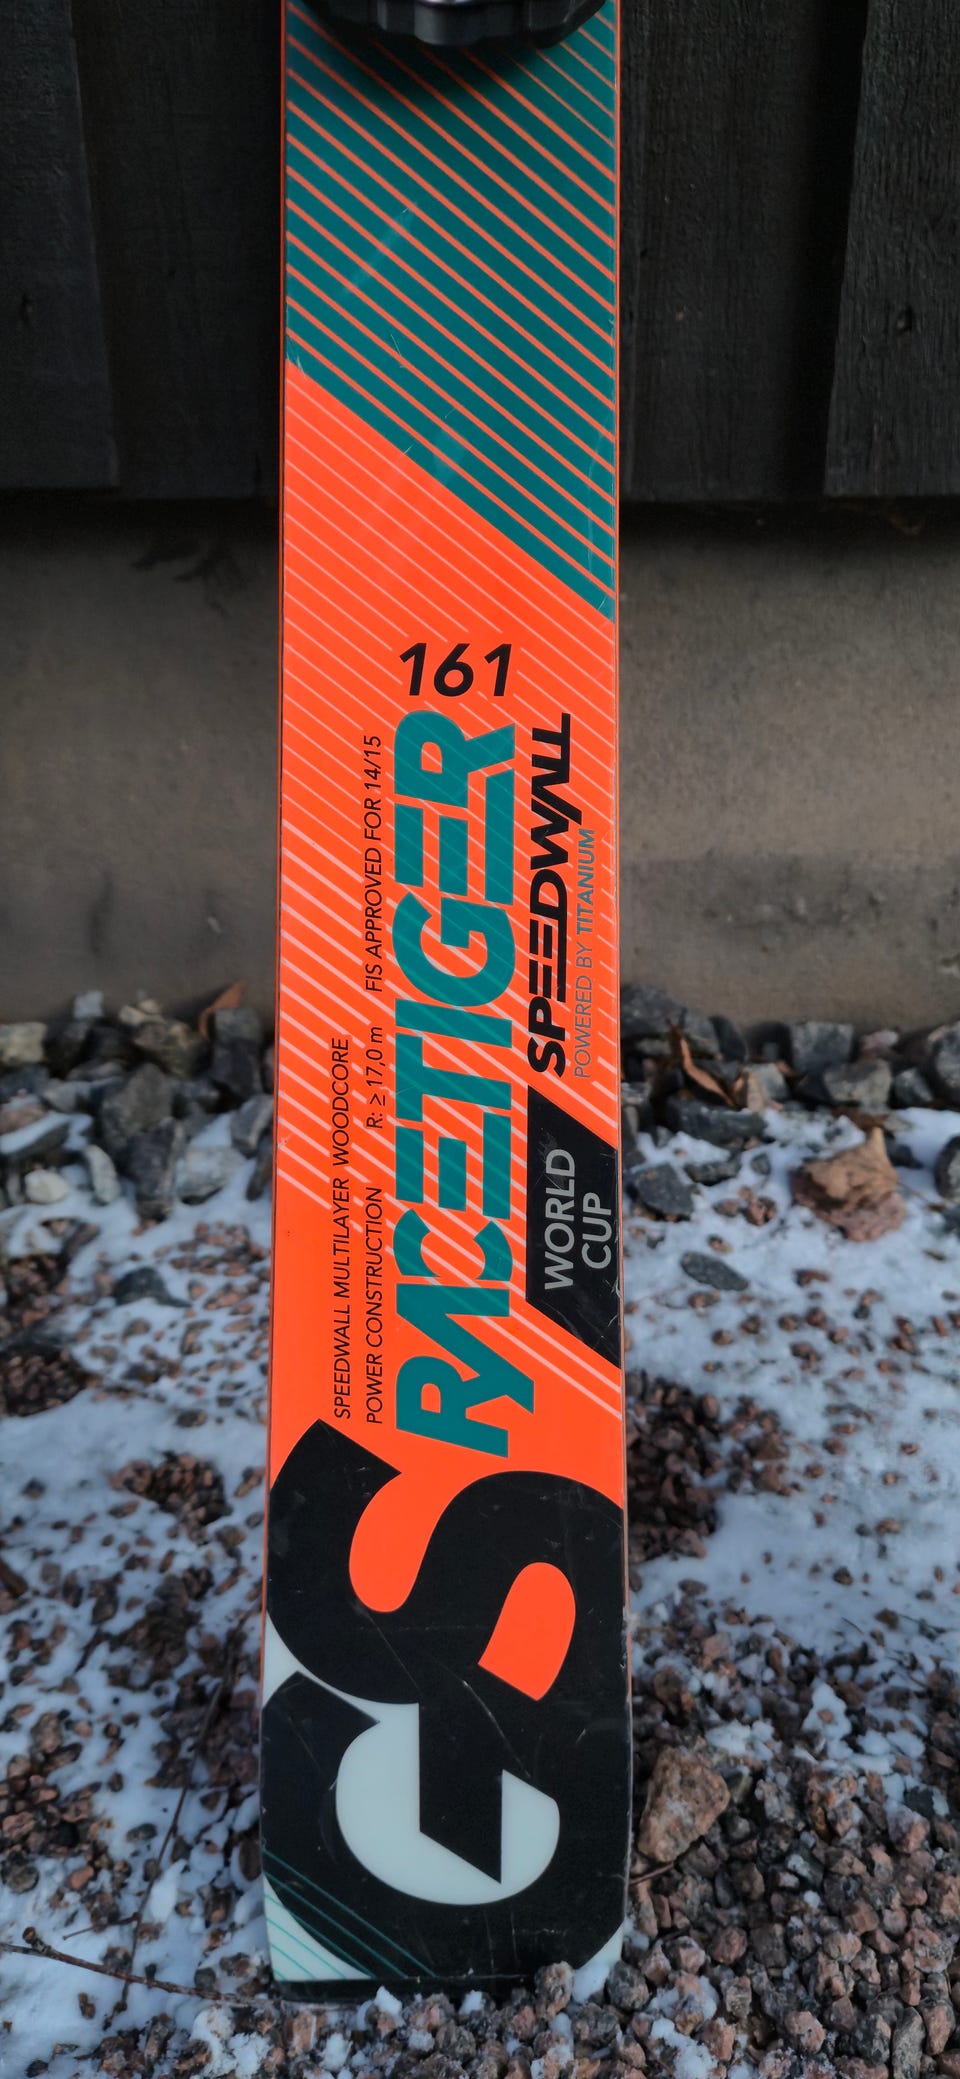 161
SPEEDWALL MULTILAYER WOODCORE
POWER CONSTRUCTION R: ≥ 17,0 m FIS APPROVED FOR 14/15
RACETIGER
SPEEDWALL
POWERED BY TITANIUM
WORLD
CUP
GS